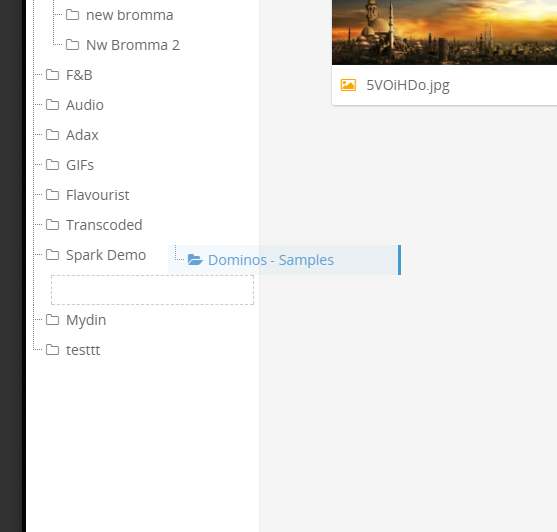 new bromma
Nw Bromma 2
F&B
5VOiHDo.jpg
Audio
Adax
GIFs
Flavourist
Transcoded
Spark Demo
Dominos - Samples
Mydin
testtt